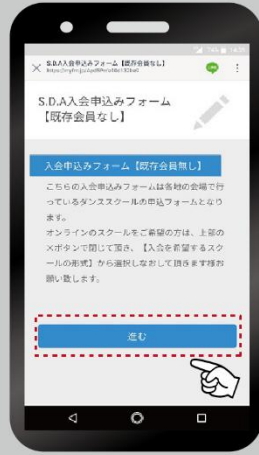 S.D.A入会申込みフォーム【既存会員なし】
S.D.A入会申込みフォーム
【既存会員なし】
入会申込みフォーム【既存会員無し】
こちらの入会申込みフォームは各地の会場で行
っているダンススクールの申込フォームとなり
ます。
オンラインのスクールをご希望の方は、上部の
×ボタンで閉じて頂き、【入会を希望するスク
ールの形式】から選択しなおして頂きます様お
願い致します。
進む